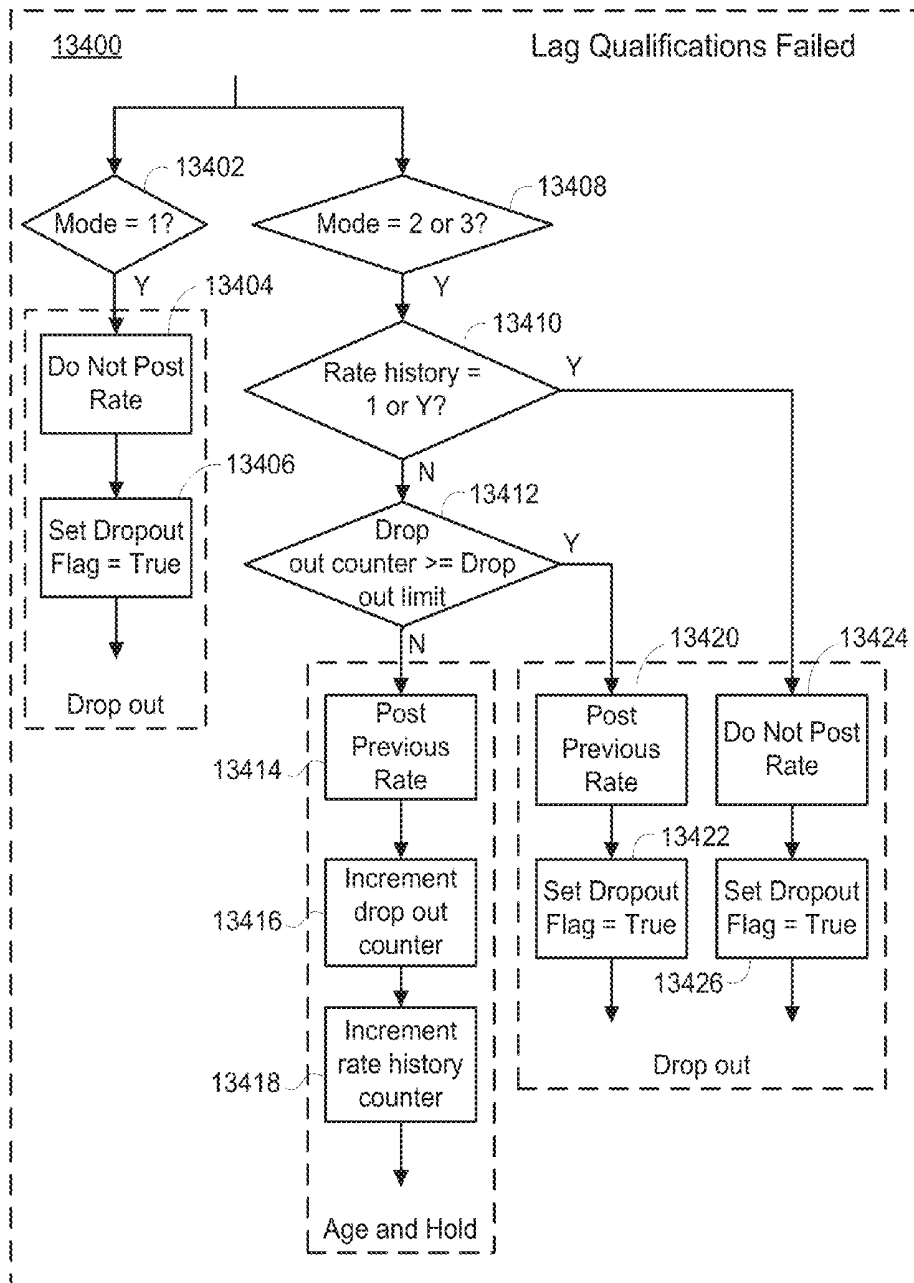 13400
Lag Qualifications Failed
13402
Mode = 1?
Y
13404
Do Not Post
Rate
13406
Set Dropout
Flag = True
Drop out
13408
Mode = 2 or 3?
Y
13410
Rate history =
1 or Y?
Y
N
13412
Drop
out counter >= Drop
out limit
Y
N
Post
Previous
Rate
13414
Increment
drop out
counter
13416
Increment
rate history
counter
13418
Age and Hold
13420
Post
Previous
Rate
13422
Set Dropout
Flag = True
13424
Do Not Post
Rate
Set Dropout
Flag = True
13426
Drop out